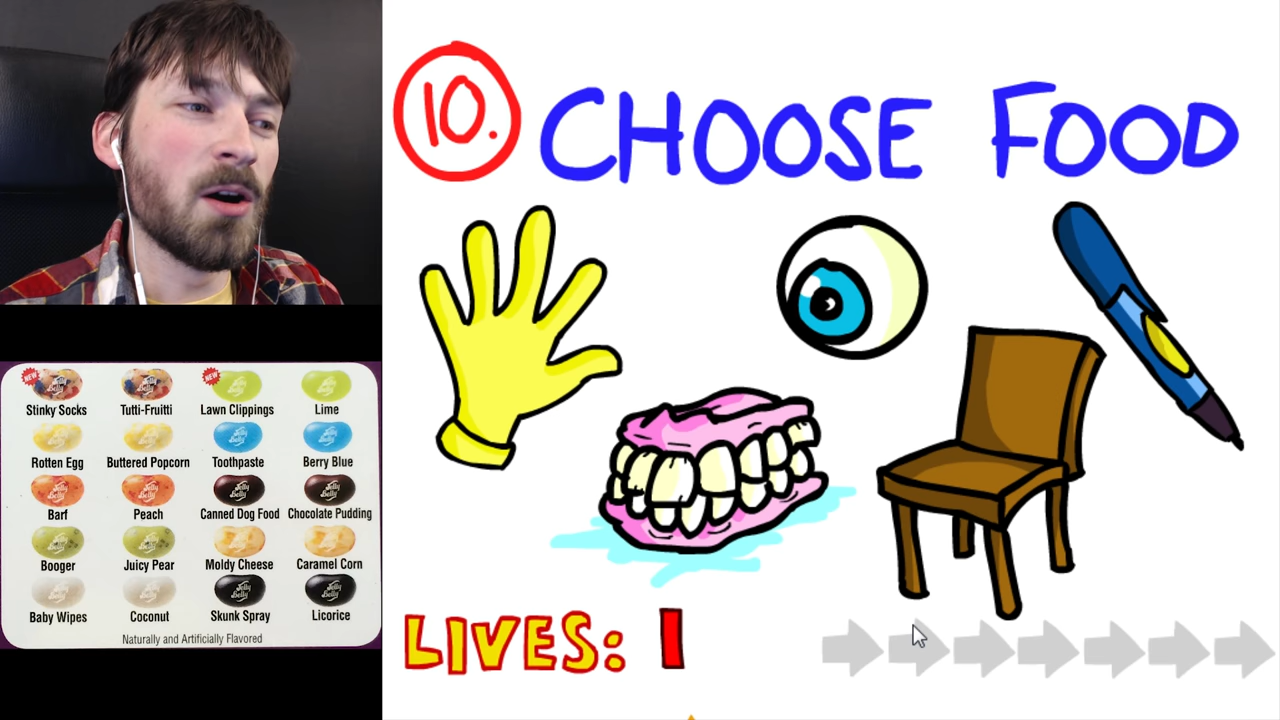 10. CHOOSE FOOD
LIVES: 1
NEW
NEW
Stinky Socks Tutti-Fruitti Lawn Clippings Lime
Rotten Egg Buttered Popcorn Toothpaste Berry Blue
Barf Peach Canned Dog Food Chocolate Pudding
Booger Juicy Pear Moldy Cheese Caramel Corn
Baby Wipes Coconut Skunk Spray Licorice
Naturally and Artificially Flavored